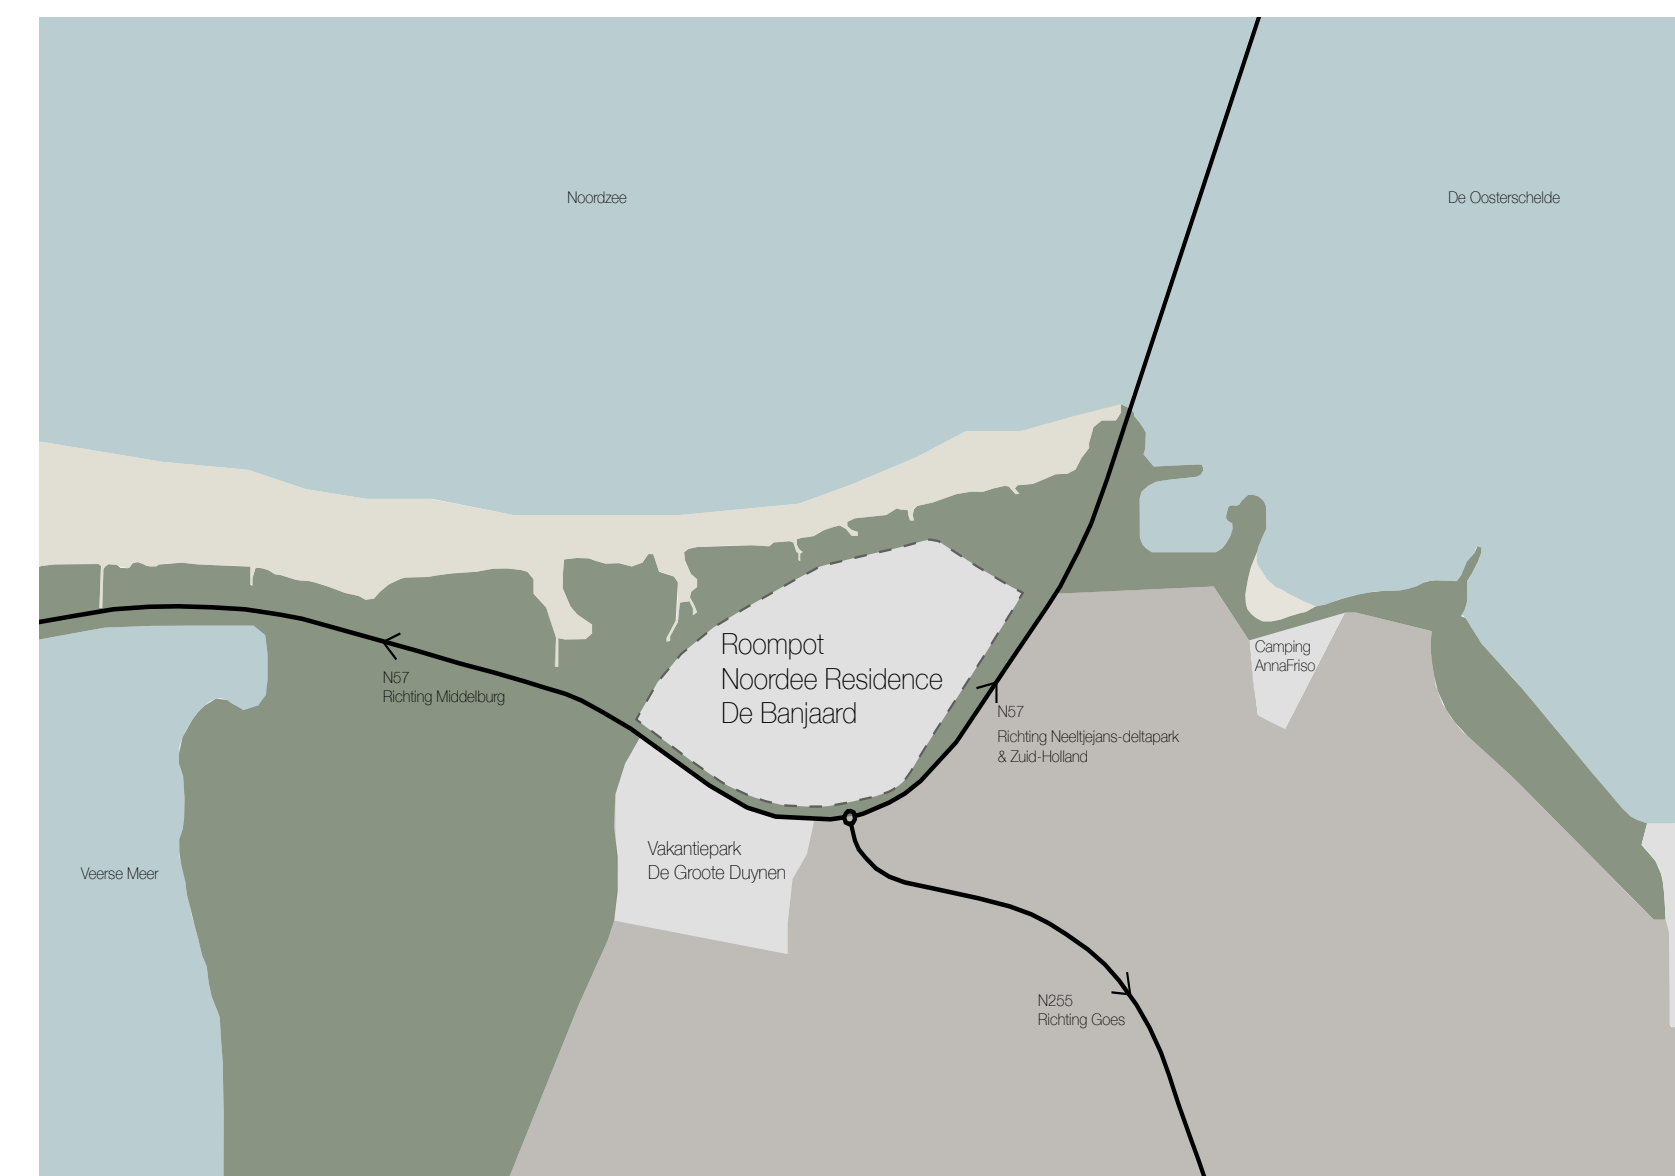 Noordzee
De Oosterschelde
Roompot
Noordee Residence
De Banjaard
Camping
AnnaFriso
N57
Richting Middelburg
N57
Richting Neeltjejans-deltapark
& Zuid-Holland
Vakantiepark
De Groote Duynen
Veerse Meer
N255
Richting Goes